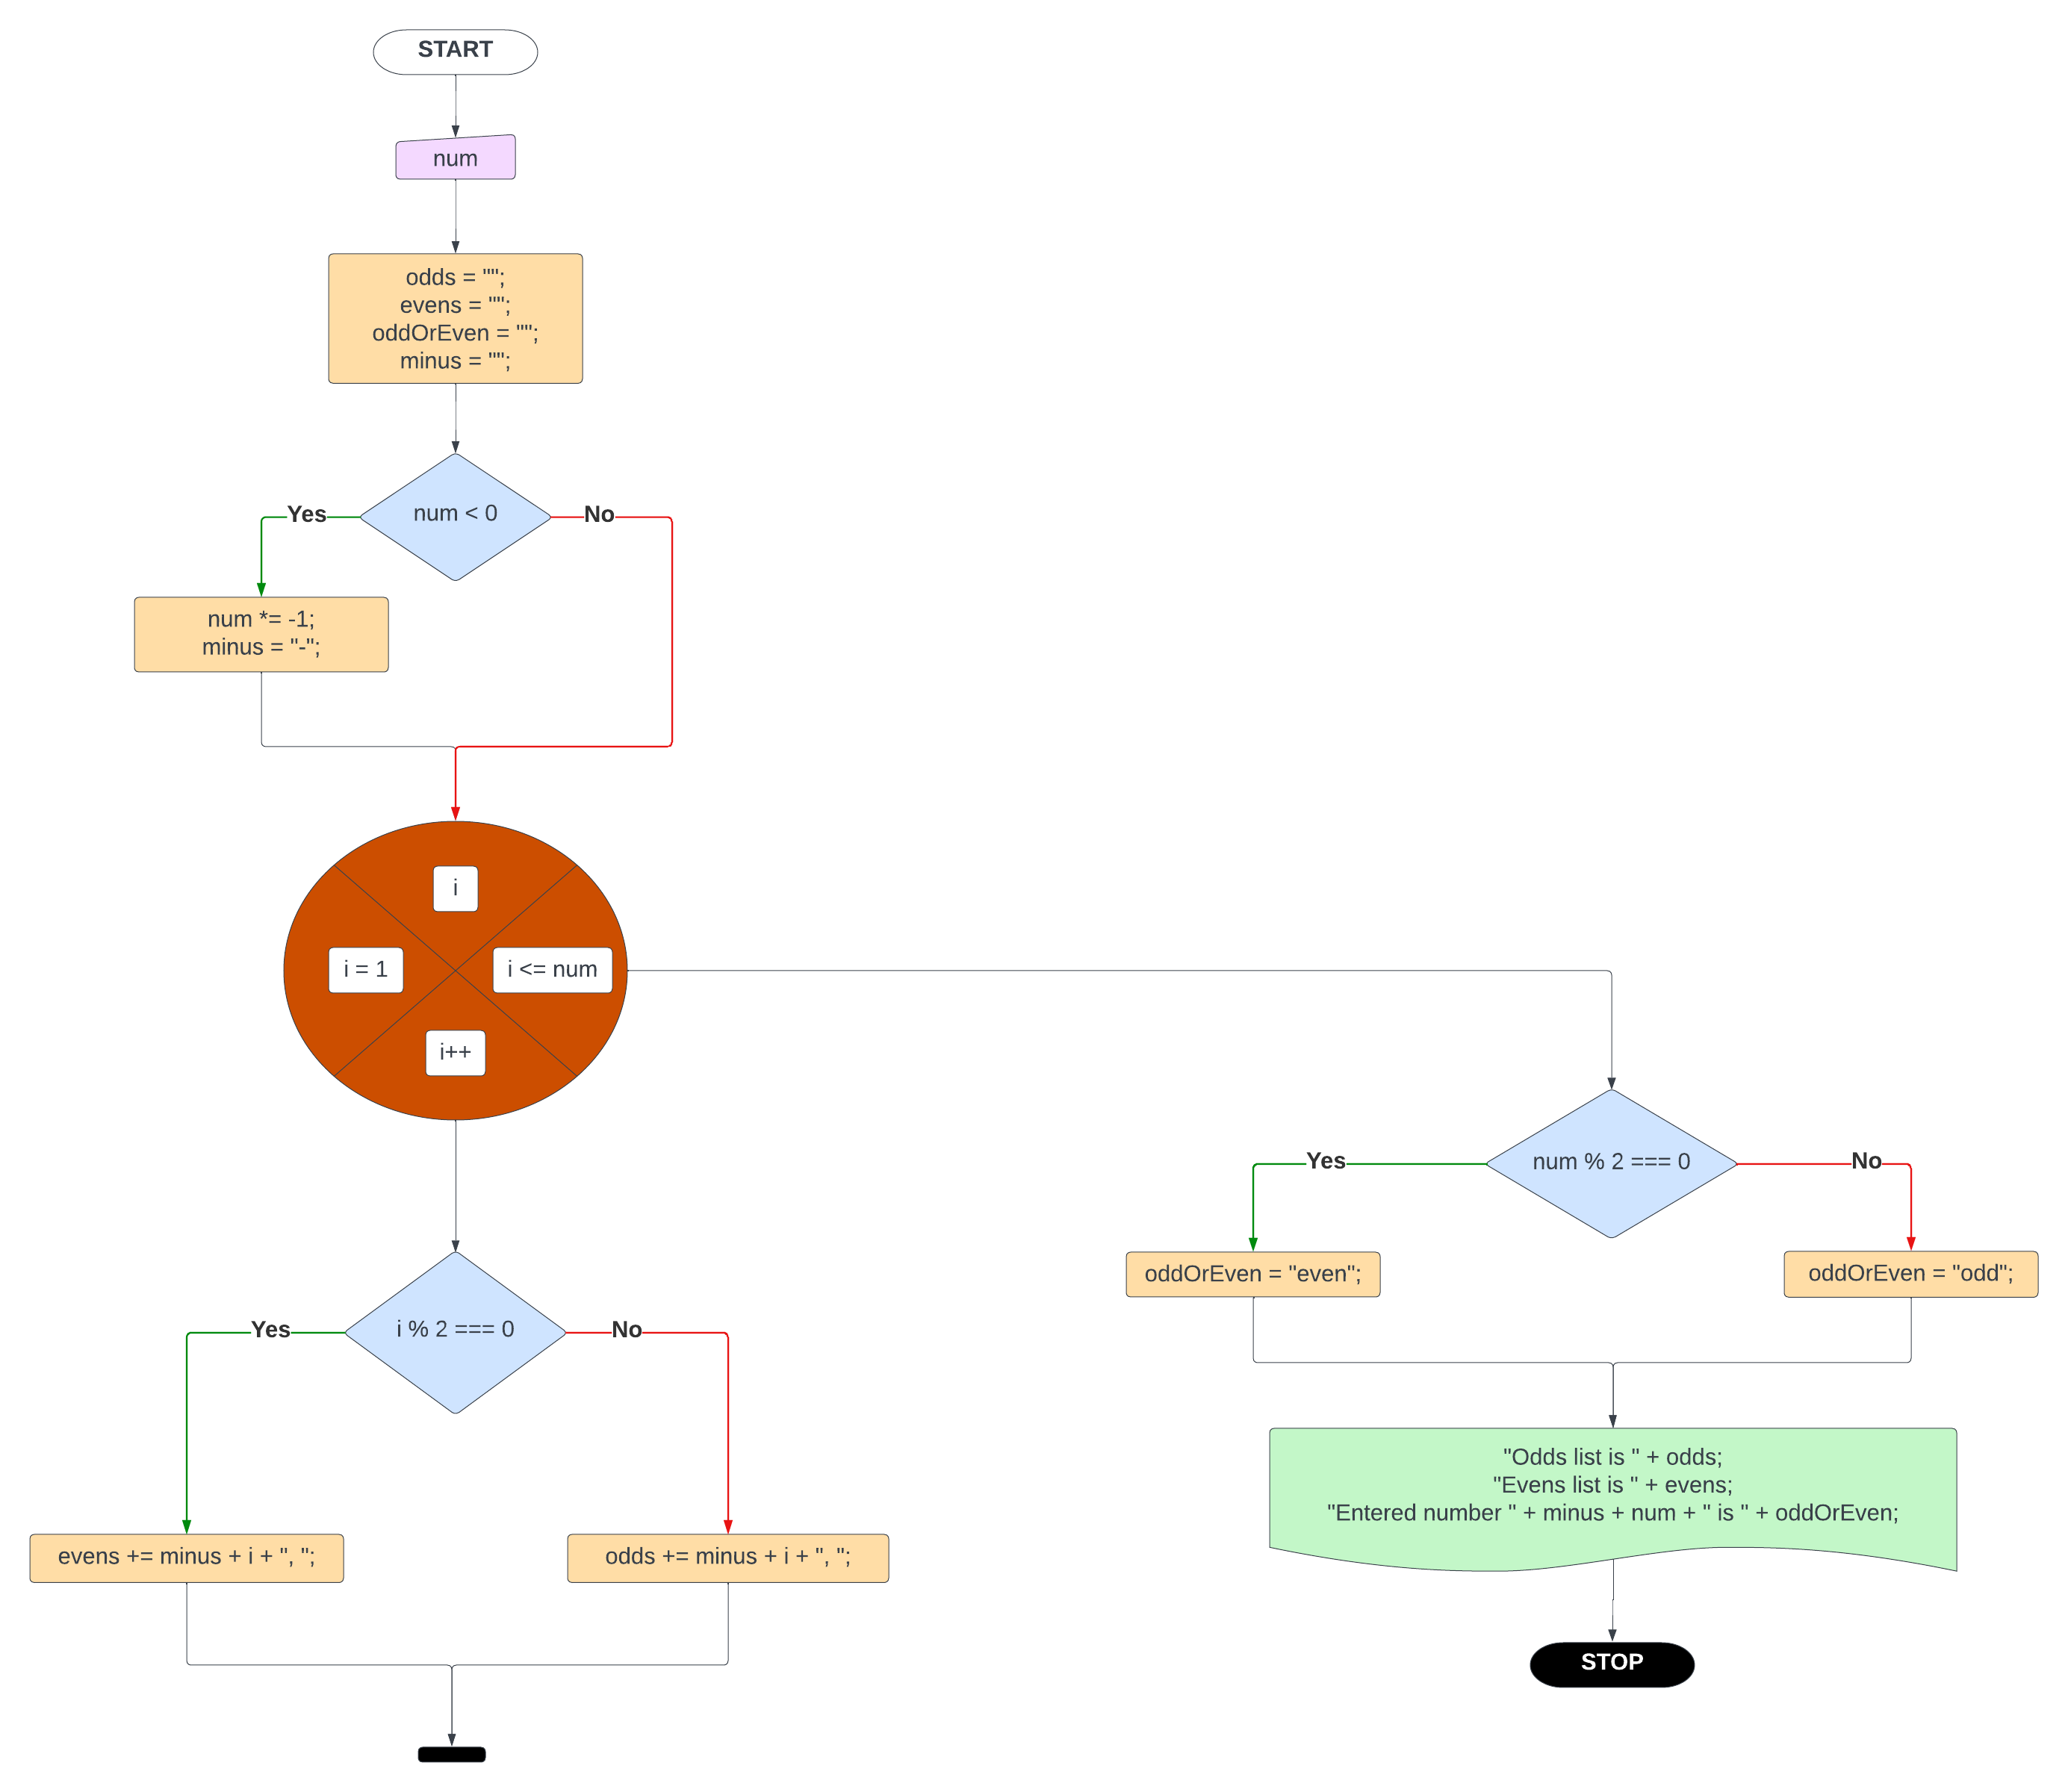 START
num
odds = "";
evens = "";
oddOrEven = "";
minus = "";
num < 0
Yes
No
num *= -1;
minus = "-";
i
i = 1
i <= num
i++
i % 2 === 0
Yes
No
evens += minus + i + ", ";
odds += minus + i + ", ";
num % 2 === 0
Yes
No
oddOrEven = "even";
oddOrEven = "odd";
"Odds list is " + odds;
"Evens list is " + evens;
"Entered number " + minus + num + " is " + oddOrEven;
STOP